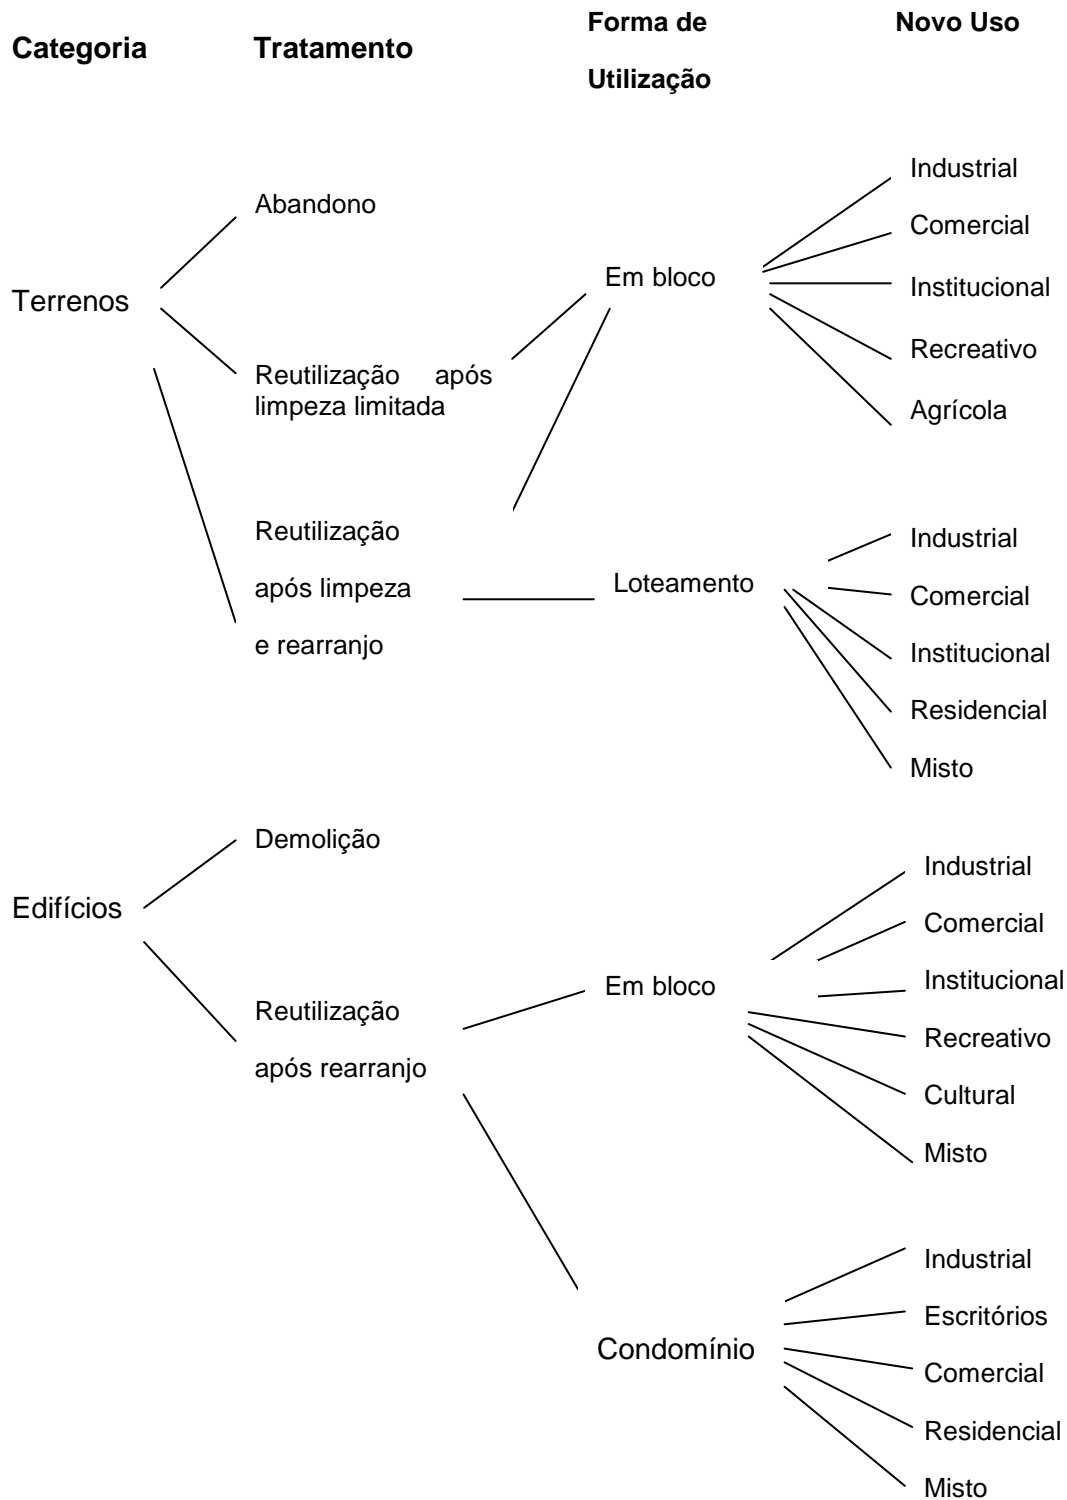 Categoria
Tratamento
Forma de
Utilização
Novo Uso
Terrenos
Abandono
Reutilização após
limpeza limitada
Reutilização
após limpeza
e rearranjo
Em bloco
Industrial
Comercial
Institucional
Recreativo
Agrícola
Loteamento
Industrial
Comercial
Institucional
Residencial
Misto
Edifícios
Demolição
Reutilização
após rearranjo
Em bloco
Industrial
Comercial
Institucional
Recreativo
Cultural
Misto
Condomínio
Industrial
Escritórios
Comercial
Residencial
Misto